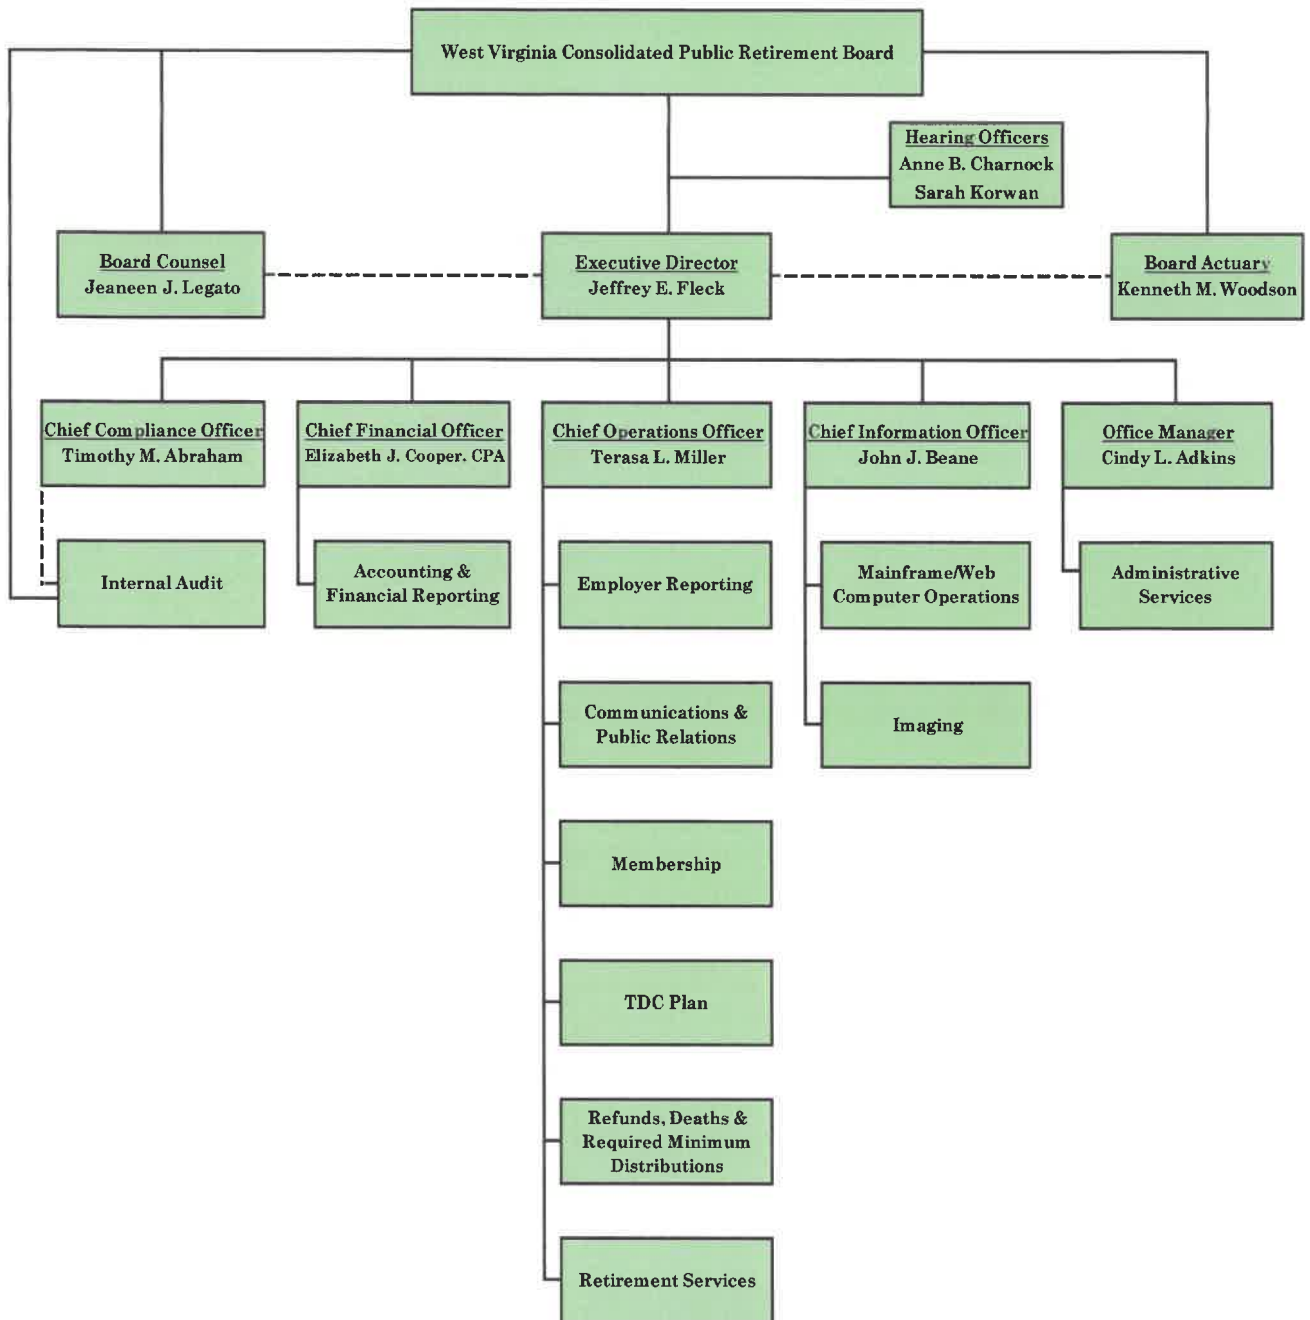 West Virginia Consolidated Public Retirement Board
Hearing Officers
Anne B. Charnock
Sarah Korwan
Board Counsel
Jeaneen J. Legato
Executive Director
Jeffrey E. Fleck
Board Actuary
Kenneth M. Woodson
Chief Compliance Officer
Timothy M. Abraham
Chief Financial Officer
Elizabeth J. Cooper. CPA
Chief Operations Officer
Terasa L. Miller
Chief Information Officer
John J. Beane
Office Manager
Cindy L. Adkins
Internal Audit
Accounting &
Financial Reporting
Employer Reporting
Mainframe/Web
Computer Operations
Administrative
Services
Communications &
Public Relations
Imaging
Membership
TDC Plan
Refunds, Deaths &
Required Minimum
Distributions
Retirement Services